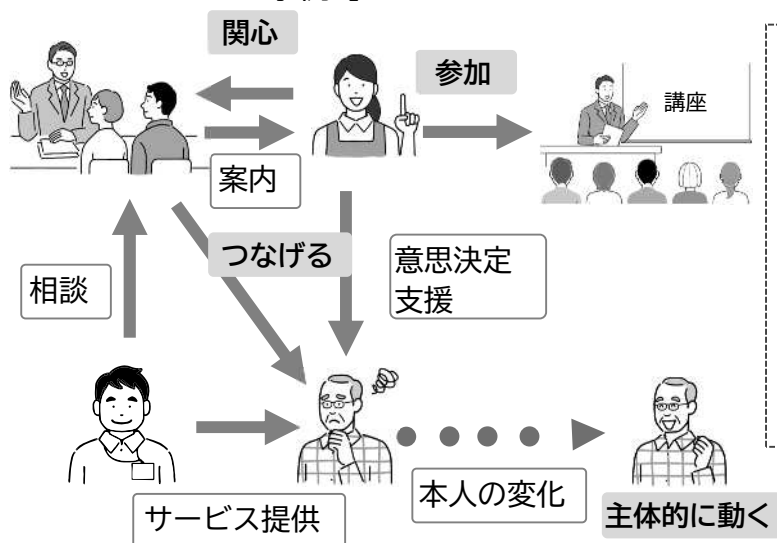 関心
参加
講座
案内
つなげる
意思決定
支援
相談
本人の変化
サービス提供
主体的に動く